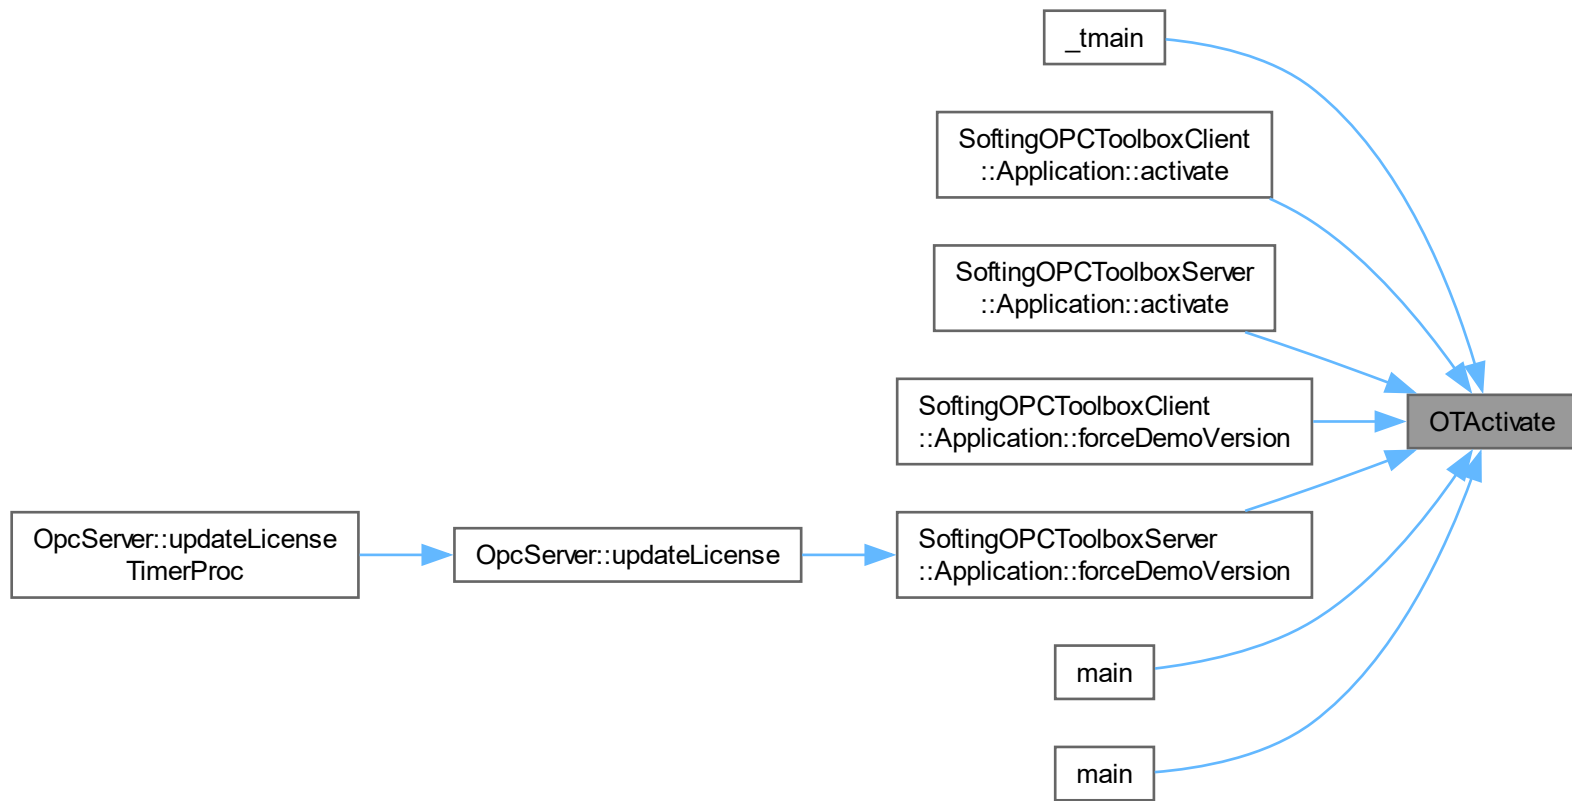 _tmain
SoftingOPCToolboxClient
::Application::activate
SoftingOPCToolboxServer
::Application::activate
SoftingOPCToolboxClient
::Application::forceDemoVersion
OTActivate
OpcServer::updateLicense
TimerProc
OpcServer::updateLicense
SoftingOPCToolboxServer
::Application::forceDemoVersion
main
main